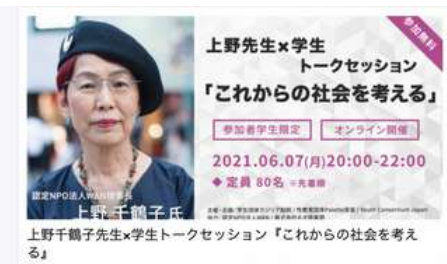 参加無料
上野先生×学生
トークセッション
「これからの社会を考える」
参加者学生限定
オンライン開催
2021.06.07(月)20:00-22:00
◆ 定員 80名 ※先着順
認定NPO法人WAN理事長
上野 千鶴子 氏
上野千鶴子先生×学生トークセッション『これからの社会を考え
る』